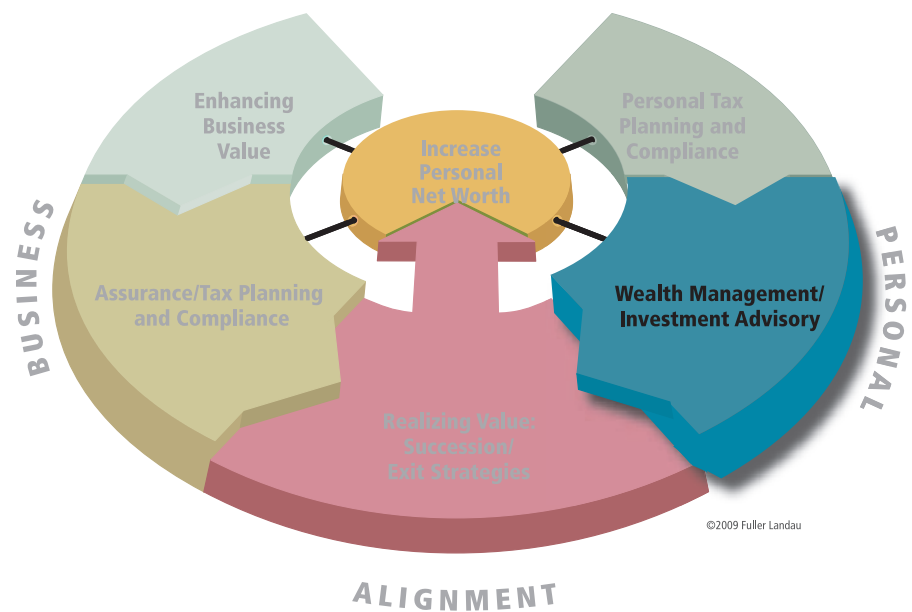 Enhancing
Business
Value
Personal Tax
Planning and
Compliance
Increase
Personal
Net Worth
BUSINESS
PERSONAL
Assurance/Tax Planning
and Compliance
Wealth Management/
Investment Advisory
Realizing Value:
Succession/
Exit Strategies
©2009 Fuller Landau
ALIGNMENT